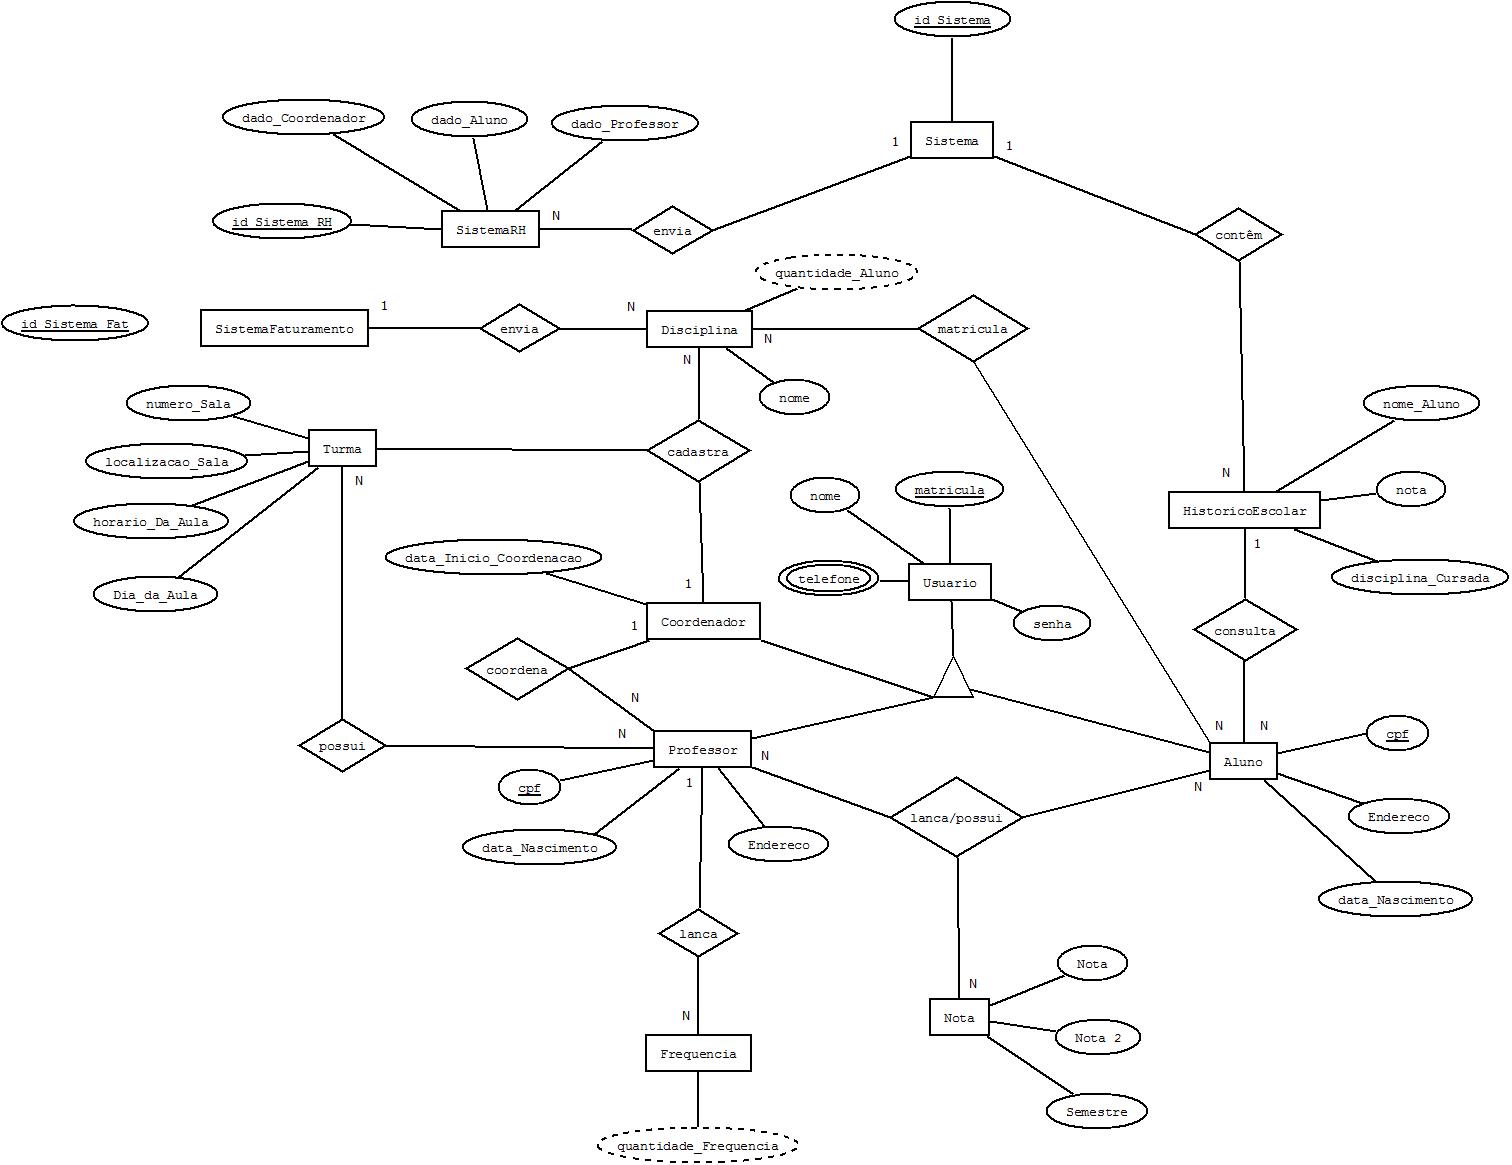 id_Sistema
dado_Coordenador
dado_Aluno
dado_Professor
1
Sistema
1
id_Sistema_RH
SistemaRH
N
envia
contêm
quantidade_Aluno
id_Sistema_Fat
SistemaFaturamento
1
envia
N
Disciplina
N
matricula
N
nome
numero_Sala
nome_Aluno
Turma
cadastra
localizacao_Sala
N
N
nome
matricula
nota
horario_Da_Aula
HistoricoEscolar
1
data_Inicio_Coordenacao
telefone
Usuario
disciplina_Cursada
1
Dia_da_Aula
Coordenador
1
senha
consulta
coordena
N
N
N
N
cpf
possui
Professor
N
Aluno
1
N
cpf
Endereco
lanca/possui
data_Nascimento
Endereco
data_Nascimento
lanca
Nota
N
N
Nota
Nota 2
Frequencia
Semestre
quantidade_Frequencia